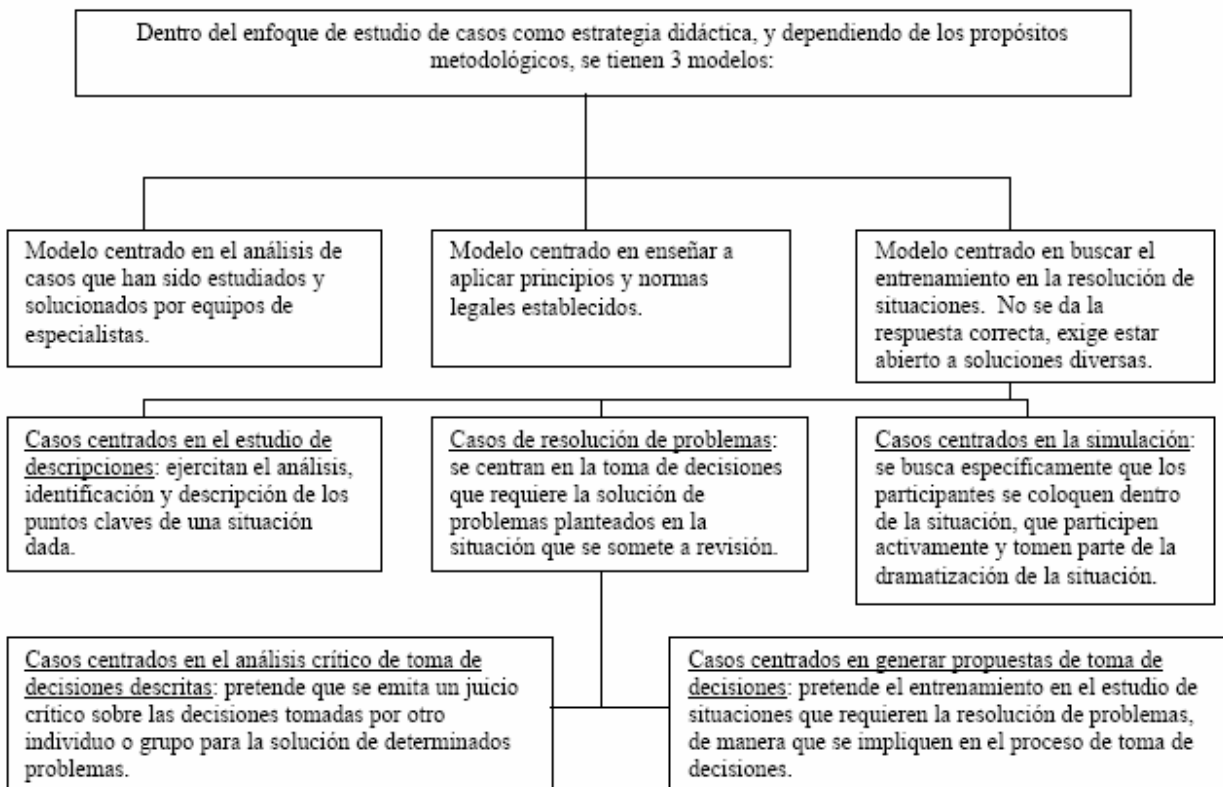 Dentro del enfoque de estudio de casos como estrategia didáctica, y dependiendo de los propósitos
metodológicos, se tienen 3 modelos:
Modelo centrado en el análisis de
casos que han sido estudiados y
solucionados por equipos de
especialistas.
Modelo centrado en enseñar a
aplicar principios y normas
legales establecidos.
Modelo centrado en buscar el
entrenamiento en la resolución de
situaciones. No se da la
respuesta correcta, exige estar
abierto a soluciones diversas.
Casos centrados en el estudio de
descripciones: ejercitan el análisis,
identificación y descripción de los
puntos claves de una situación
dada.
Casos de resolución de problemas:
se centran en la toma de decisiones
que requiere la solución de
problemas planteados en la
situación que se somete a revisión.
Casos centrados en la simulación:
se busca específicamente que los
participantes se coloquen dentro
de la situación, que participen
activamente y tomen parte de la
dramatización de la situación.
Casos centrados en el análisis crítico de toma de
decisiones descritas: pretende que se emita un juicio
crítico sobre las decisiones tomadas por otro
individuo o grupo para la solución de determinados
problemas.
Casos centrados en generar propuestas de toma de
decisiones: pretende el entrenamiento en el estudio de
situaciones que requieren la resolución de problemas,
de manera que se impliquen en el proceso de toma de
decisiones.